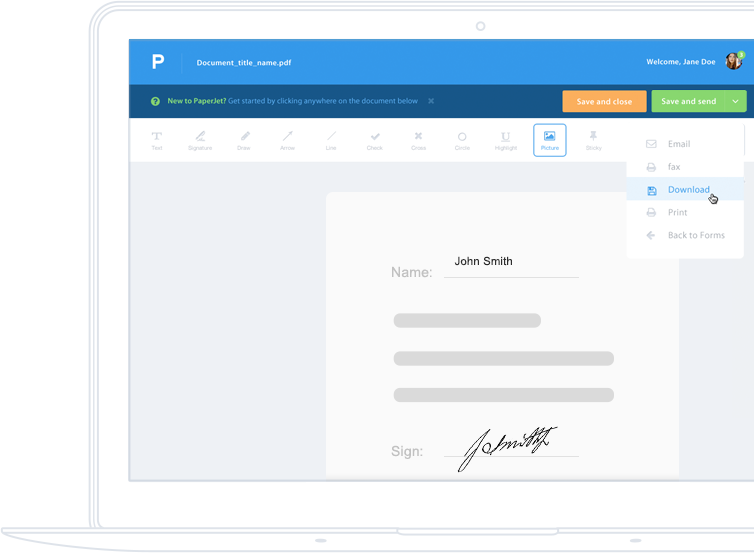 P
Document_title_name.pdf
Welcome, Jane Doe
3
? New to PaperJet? Get started by clicking anywhere on the document below ×
Save and close
Save and send
T U
Text Signature Draw Arrow Line Check Cross Circle Highlight Picture Sticky
Email
fax
Download
Print
Back to Forms
Name: John Smith
Sign: J Smith